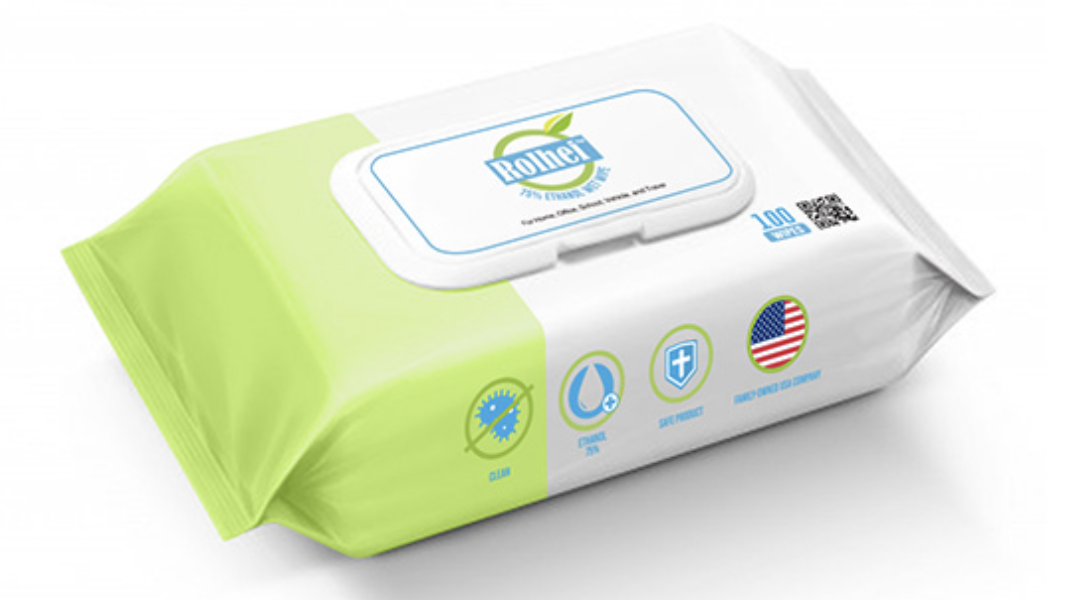 Rolhei™
75% ETHANOL WET WIPE
For Home, Office, School, Vehicle, and Travel
100
WIPES
CLEAN
ETHANOL
75%
SAFE PRODUCT
FAMILY-OWNED USA COMPANY